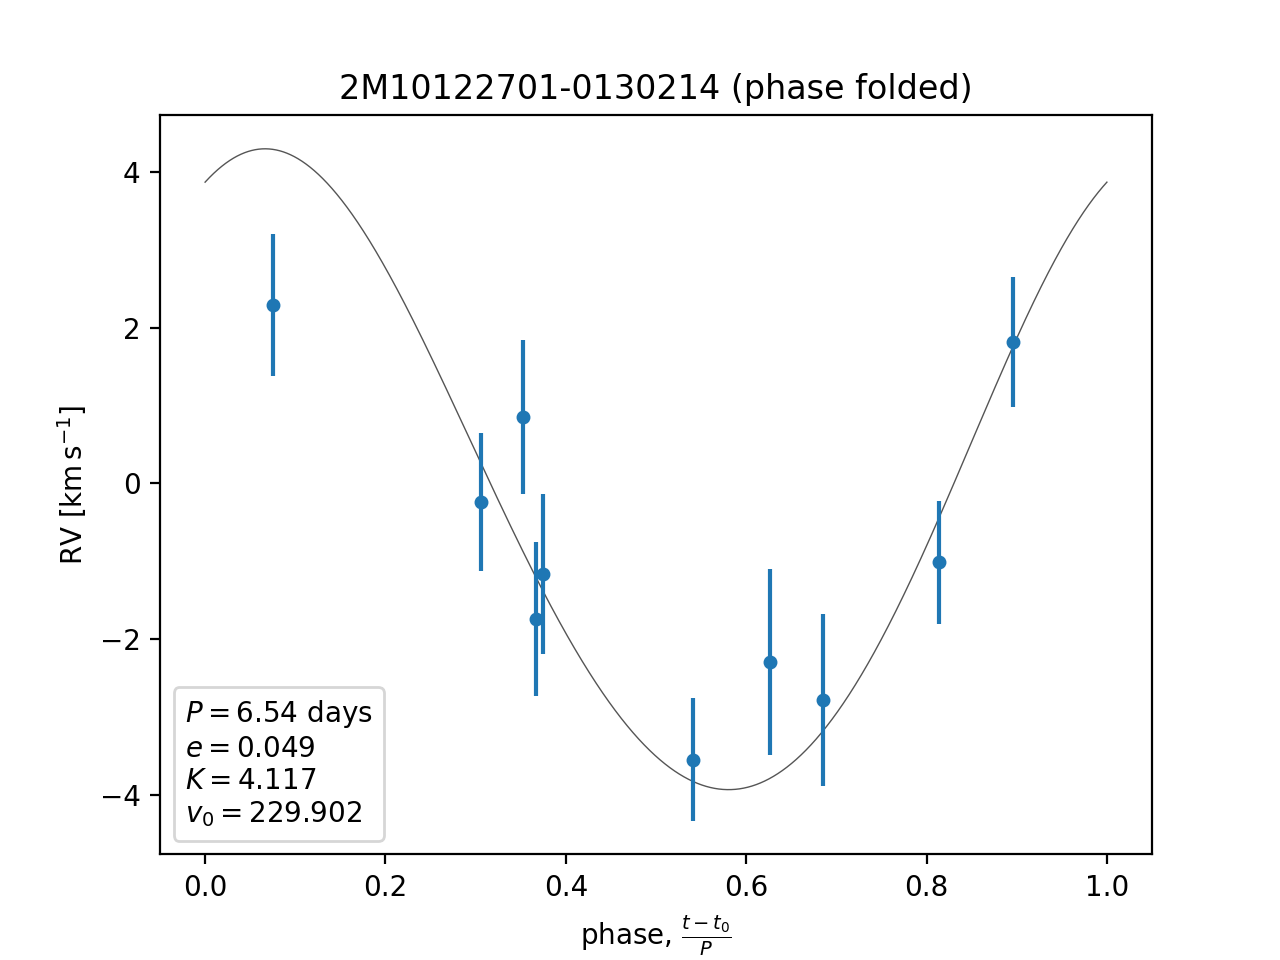 2M10122701-0130214 (phase folded)
RV [km s⁻¹]
4
2
0
−2
−4
P = 6.54 days
e = 0.049
K = 4.117
v₀ = 229.902
0.0 0.2 0.4 0.6 0.8 1.0
phase, (t − t₀)/P